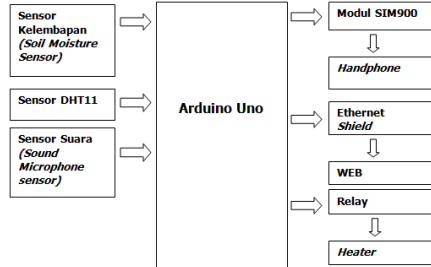 Sensor
Kelembapan
(Soil Moisture
Sensor)
Sensor DHT11
Sensor Suara
(Sound
Microphone
sensor)
Arduino Uno
Modul SIM900
Handphone
Ethernet
Shield
WEB
Relay
Heater